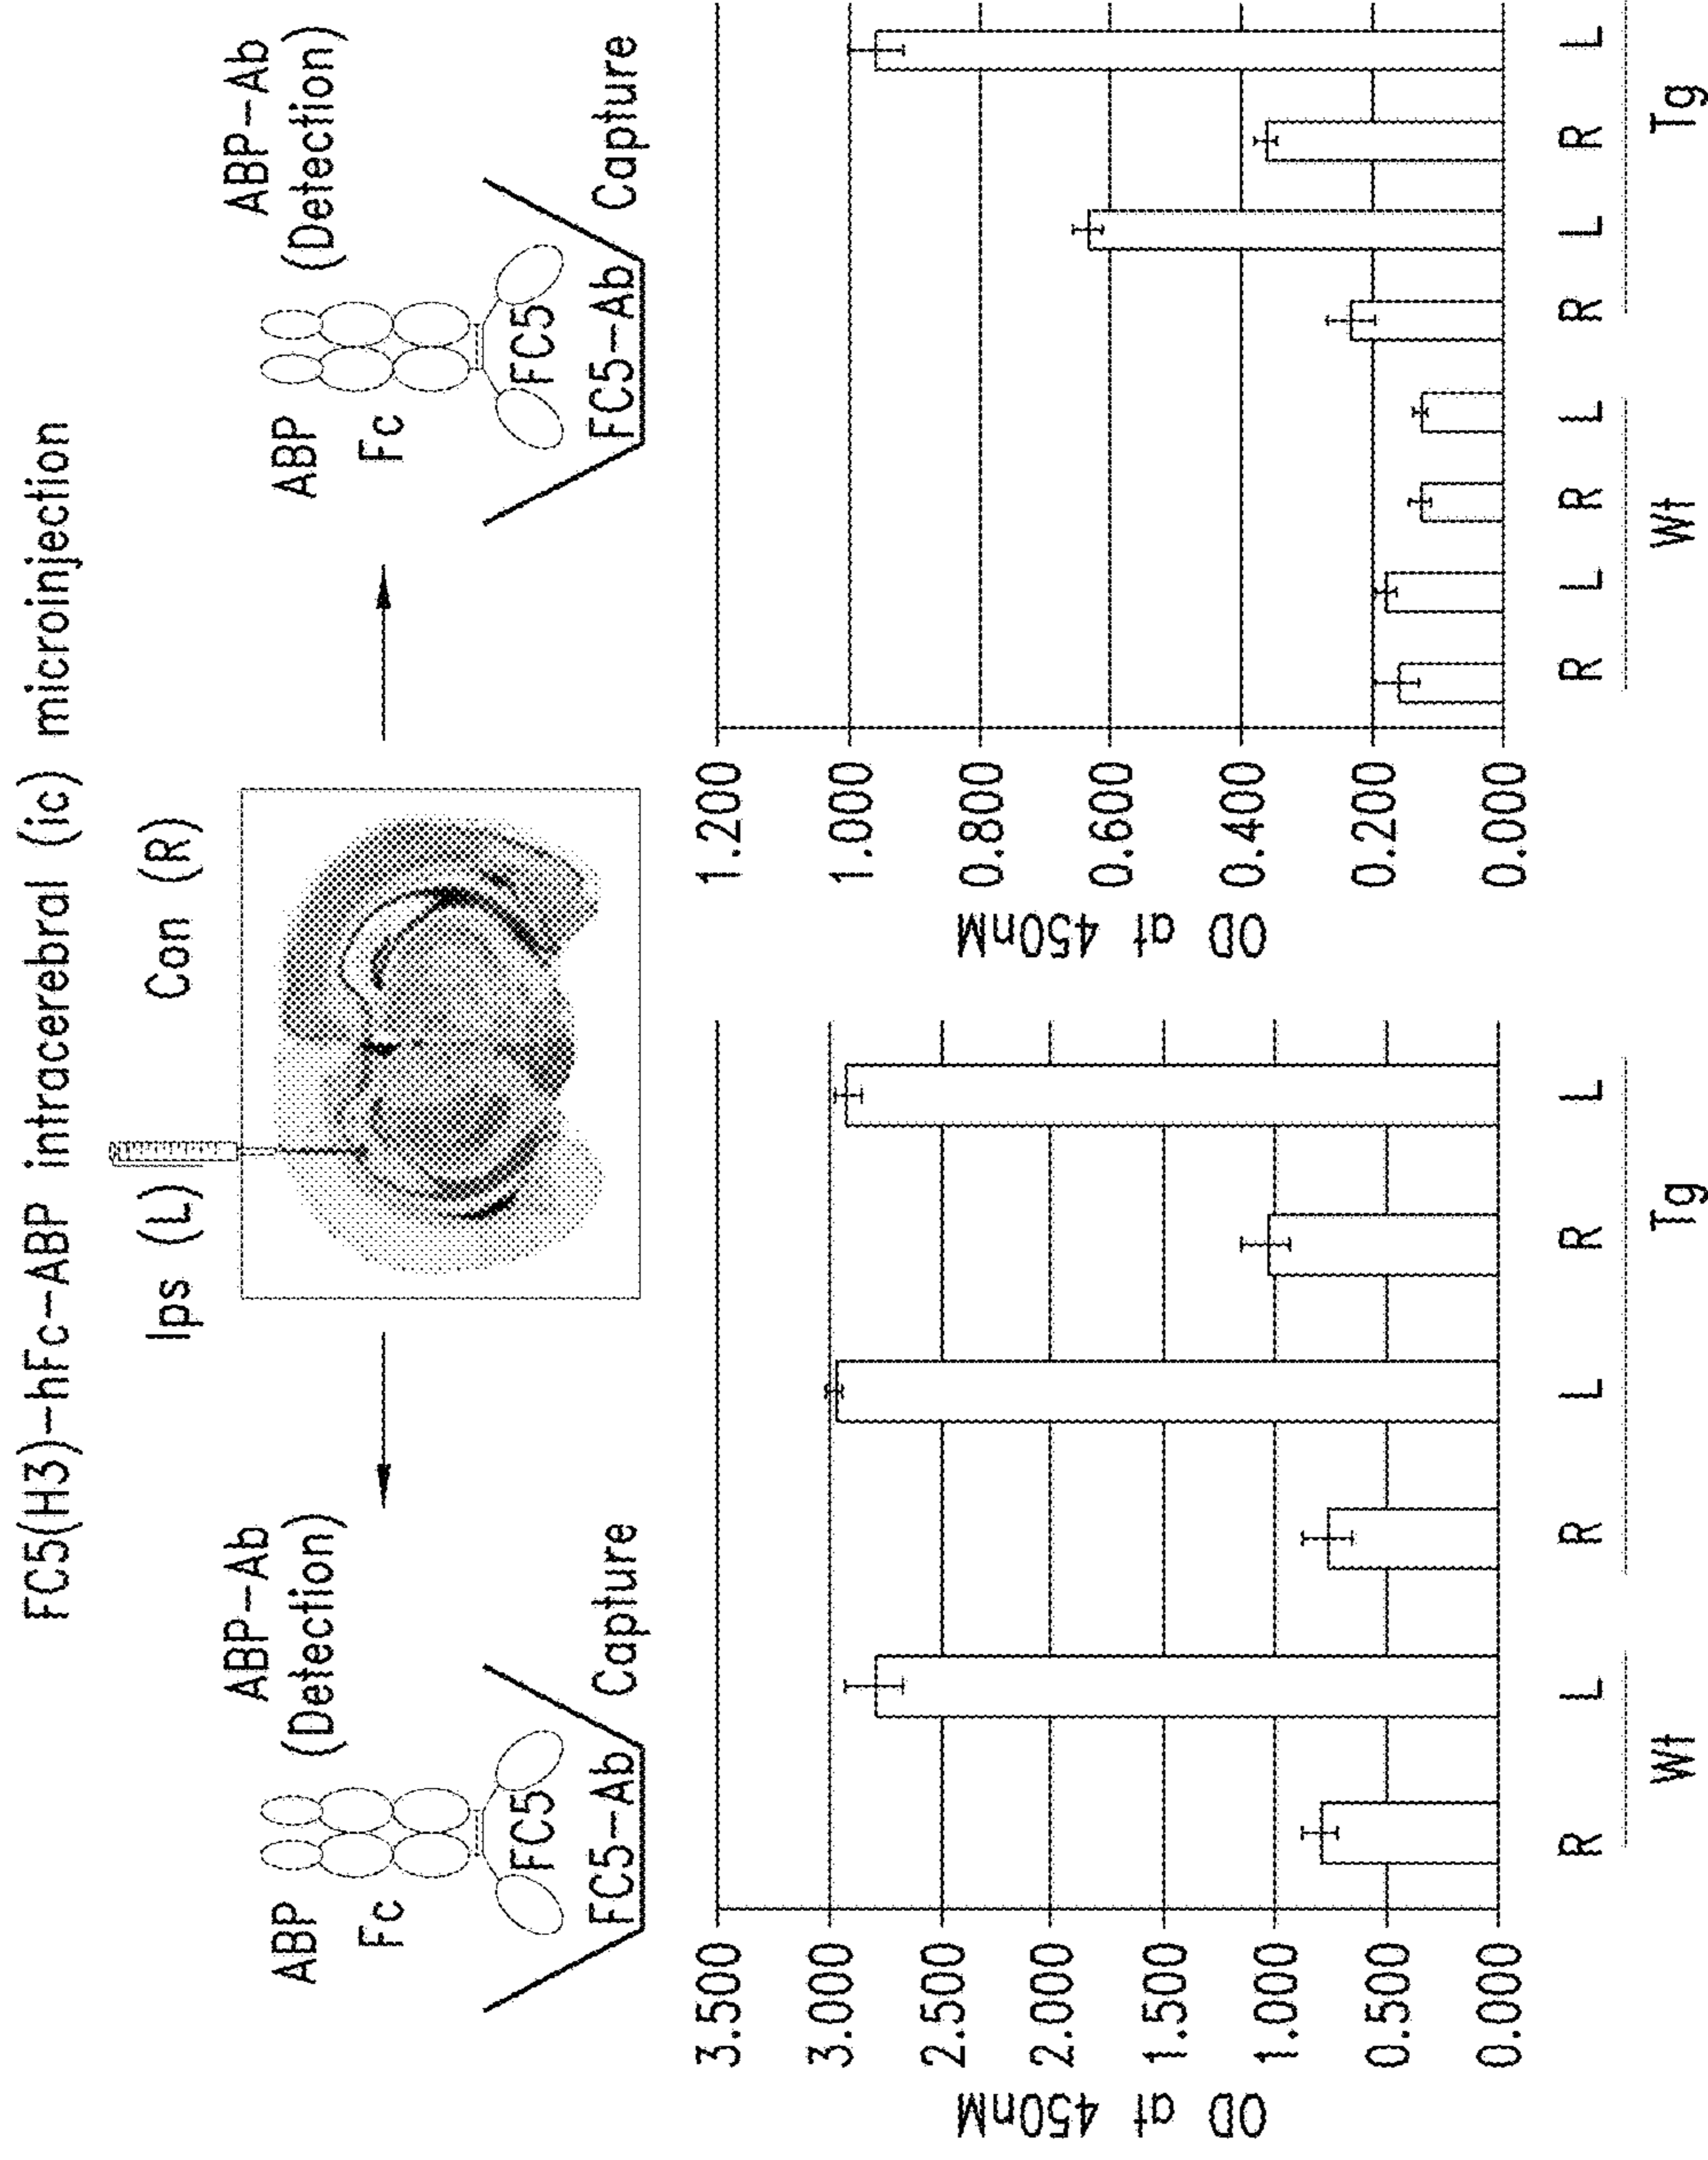 FC5(H3)-hFc-ABP intracerebral (ic) microinjection
Ips (L)
Con (R)
ABP
ABP-Ab
(Detection)
Fc
FC5
FC5-Ab
Capture
ABP
ABP-Ab
(Detection)
Fc
FC5
FC5-Ab
Capture
OD at 450nM
3.500
3.000
2.500
2.000
1.500
1.000
0.500
0.000
R L R L R L
Wt Tg
OD at 450nM
1.200
1.000
0.800
0.600
0.400
0.200
0.000
R L R L R L R L
Wt Tg